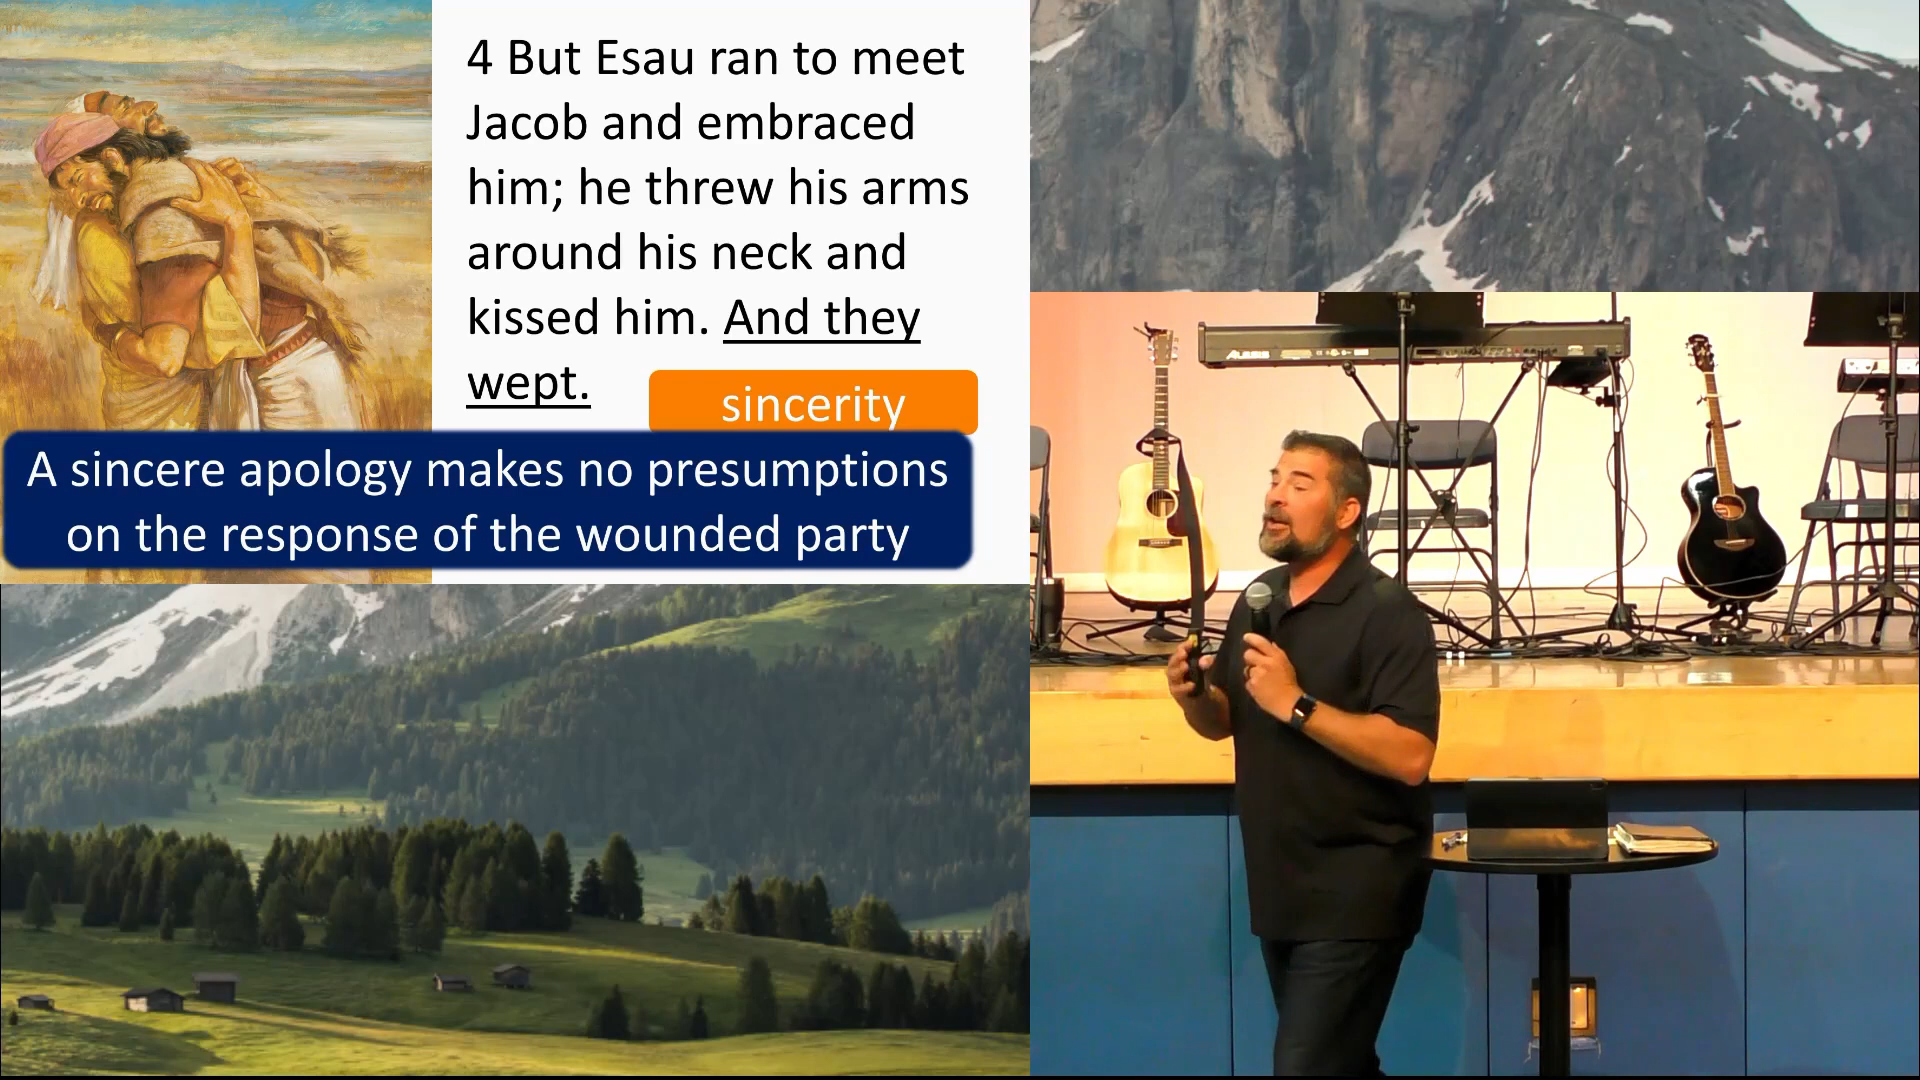 4 But Esau ran to meet
Jacob and embraced
him; he threw his arms
around his neck and
kissed him. And they
wept.
sincerity
A sincere apology makes no presumptions
on the response of the wounded party
ALESIS